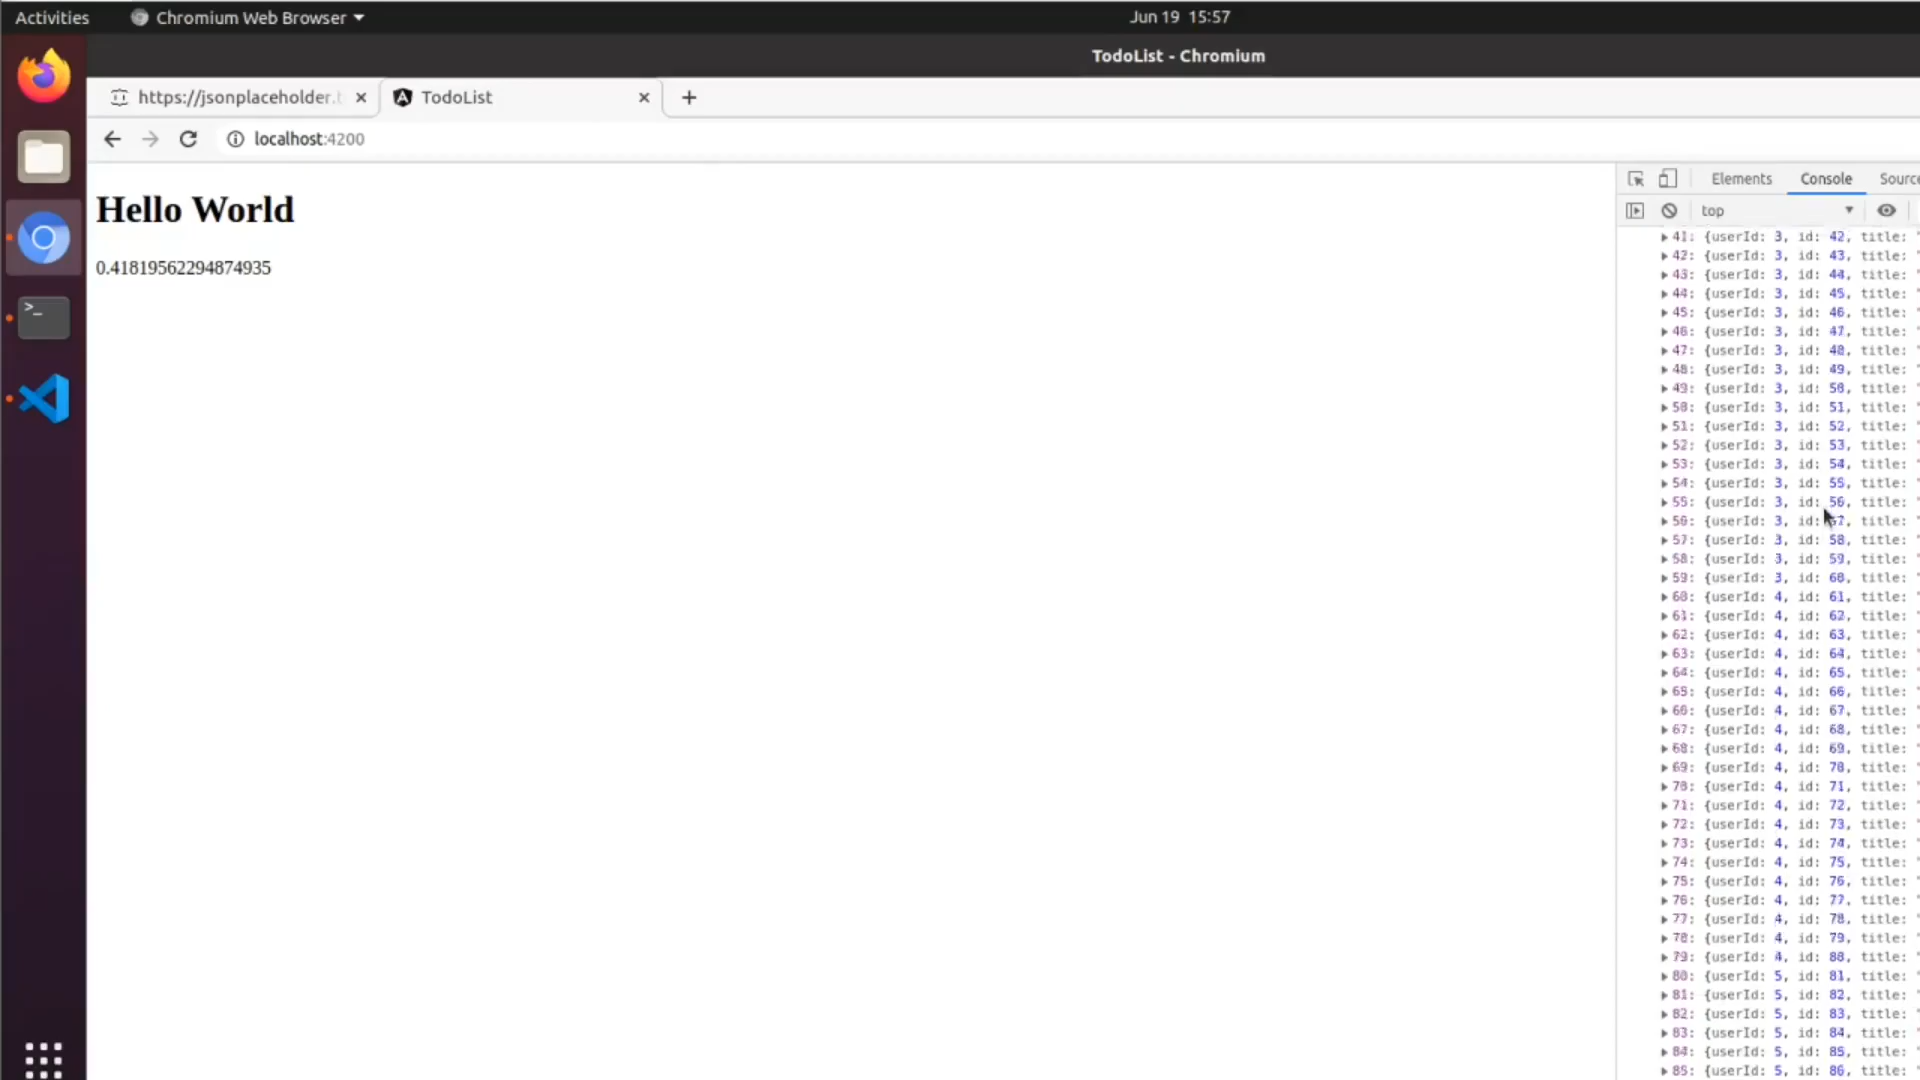 Activities Chromium Web Browser Jun 19 15:57
TodoList - Chromium
https://jsonplaceholder.t TodoList
localhost:4200
Elements Console Source
top
Hello World
0.41819562294874935
41: {userId: 3, id: 42, title: "
42: {userId: 3, id: 43, title: "
43: {userId: 3, id: 44, title: "
44: {userId: 3, id: 45, title: "
45: {userId: 3, id: 46, title: "
46: {userId: 3, id: 47, title: "
47: {userId: 3, id: 48, title: "
48: {userId: 3, id: 49, title: "
49: {userId: 3, id: 50, title: "
50: {userId: 3, id: 51, title: "
51: {userId: 3, id: 52, title: "
52: {userId: 3, id: 53, title: "
53: {userId: 3, id: 54, title: "
54: {userId: 3, id: 55, title: "
55: {userId: 3, id: 56, title: "
56: {userId: 3, id: 57, title: "
57: {userId: 3, id: 58, title: "
58: {userId: 3, id: 59, title: "
59: {userId: 3, id: 60, title: "
60: {userId: 4, id: 61, title: "
61: {userId: 4, id: 62, title: "
62: {userId: 4, id: 63, title: "
63: {userId: 4, id: 64, title: "
64: {userId: 4, id: 65, title: "
65: {userId: 4, id: 66, title: "
66: {userId: 4, id: 67, title: "
67: {userId: 4, id: 68, title: "
68: {userId: 4, id: 69, title: "
69: {userId: 4, id: 70, title: "
70: {userId: 4, id: 71, title: "
71: {userId: 4, id: 72, title: "
72: {userId: 4, id: 73, title: "
73: {userId: 4, id: 74, title: "
74: {userId: 4, id: 75, title: "
75: {userId: 4, id: 76, title: "
76: {userId: 4, id: 77, title: "
77: {userId: 4, id: 78, title: "
78: {userId: 4, id: 79, title: "
79: {userId: 4, id: 80, title: "
80: {userId: 5, id: 81, title: "
81: {userId: 5, id: 82, title: "
82: {userId: 5, id: 83, title: "
83: {userId: 5, id: 84, title: "
84: {userId: 5, id: 85, title: "
85: {userId: 5, id: 86, title: "